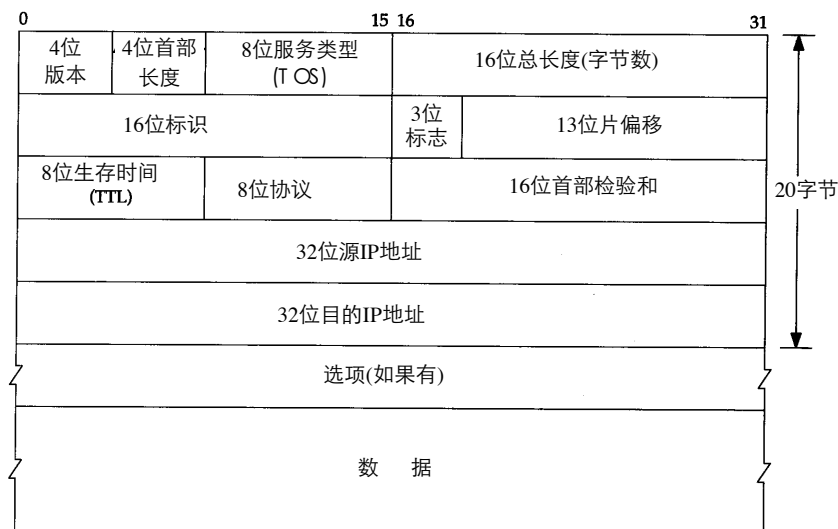 0 15 16 31
4位
版本
4位首部
长度
8位服务类型
(TOS)
16位总长度(字节数)
16位标识
3位
标志
13位片偏移
8位生存时间
(TTL)
8位协议
16位首部检验和
20字节
32位源IP地址
32位目的IP地址
选项(如果有)
数 据